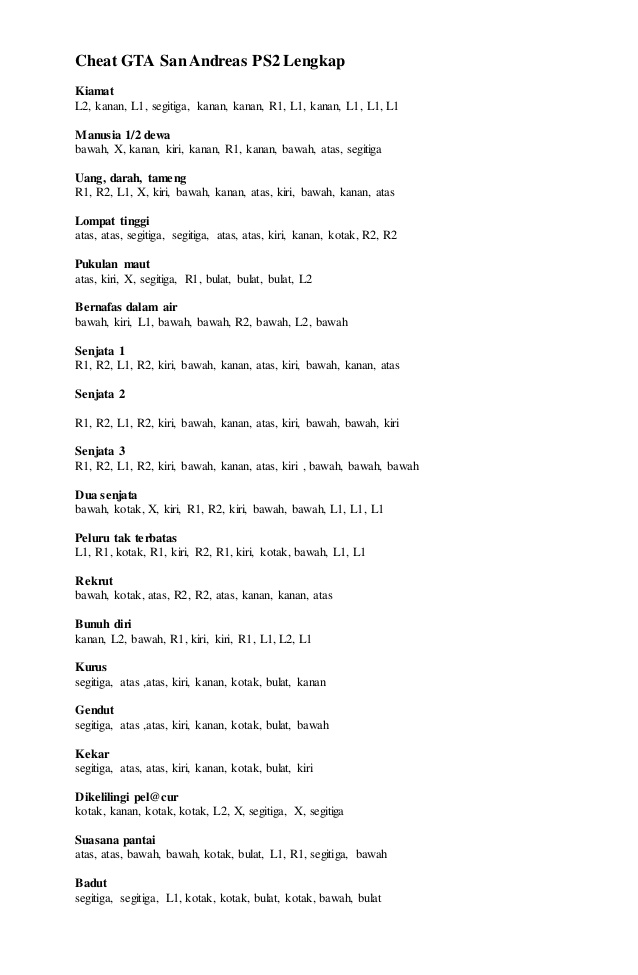 Cheat GTA San Andreas PS2 Lengkap
Kiamat
L2, kanan, L1, segitiga, kanan, kanan, R1, L1, kanan, L1, L1, L1
Manusia 1/2 dewa
bawah, X, kanan, kiri, kanan, R1, kanan, bawah, atas, segitiga
Uang, darah, tameng
R1, R2, L1, X, kiri, bawah, kanan, atas, kiri, bawah, kanan, atas
Lompat tinggi
atas, atas, segitiga, segitiga, atas, atas, kiri, kanan, kotak, R2, R2
Pukulan maut
atas, kiri, X, segitiga, R1, bulat, bulat, bulat, L2
Bernafas dalam air
bawah, kiri, L1, bawah, bawah, R2, bawah, L2, bawah
Senjata 1
R1, R2, L1, R2, kiri, bawah, kanan, atas, kiri, bawah, kanan, atas
Senjata 2
R1, R2, L1, R2, kiri, bawah, kanan, atas, kiri, bawah, bawah, kiri
Senjata 3
R1, R2, L1, R2, kiri, bawah, kanan, atas, kiri , bawah, bawah, bawah
Dua senjata
bawah, kotak, X, kiri, R1, R2, kiri, bawah, bawah, L1, L1, L1
Peluru tak terbatas
L1, R1, kotak, R1, kiri, R2, R1, kiri, kotak, bawah, L1, L1
Rekrut
bawah, kotak, atas, R2, R2, atas, kanan, kanan, atas
Bunuh diri
kanan, L2, bawah, R1, kiri, kiri, R1, L1, L2, L1
Kurus
segitiga, atas ,atas, kiri, kanan, kotak, bulat, kanan
Gendut
segitiga, atas ,atas, kiri, kanan, kotak, bulat, bawah
Kekar
segitiga, atas, atas, kiri, kanan, kotak, bulat, kiri
Dikelilingi pel@cur
kotak, kanan, kotak, kotak, L2, X, segitiga, X, segitiga
Suasana pantai
atas, atas, bawah, bawah, kotak, bulat, L1, R1, segitiga, bawah
Badut
segitiga, segitiga, L1, kotak, kotak, bulat, kotak, bawah, bulat